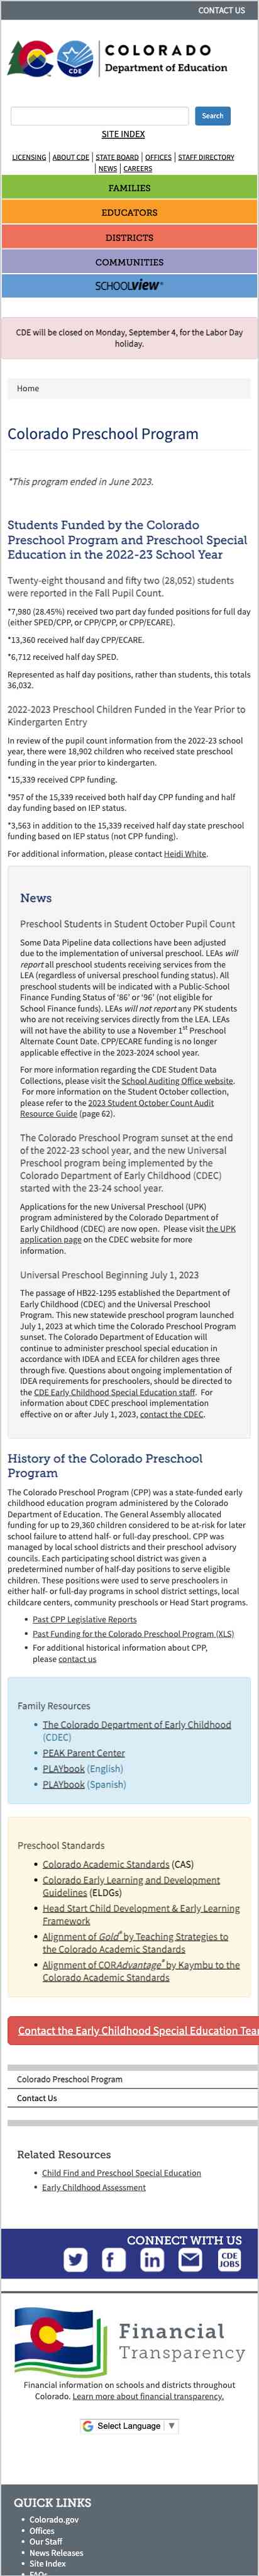 CONTACT US
COLORADO
Department of Education
CDE
Search
SITE INDEX
LICENSING | ABOUT CDE | STATE BOARD | OFFICES | STAFF DIRECTORY
| NEWS | CAREERS
FAMILIES
EDUCATORS
DISTRICTS
COMMUNITIES
SCHOOLVIEW®
CDE will be closed on Monday, September 4, for the Labor Day
holiday.
Home
Colorado Preschool Program
*This program ended in June 2023.
Students Funded by the Colorado
Preschool Program and Preschool Special
Education in the 2022-23 School Year
Twenty-eight thousand and fifty two (28,052) students
were reported in the Fall Pupil Count.
*7,980 (28.45%) received two part day funded positions for full day
(either SPED/CPP, or CPP/CPP, or CPP/ECARE).
*13,360 received half day CPP/ECARE.
*6,712 received half day SPED.
Represented as half day positions, rather than students, this totals
36,032.
2022-2023 Preschool Children Funded in the Year Prior to
Kindergarten Entry
In review of the pupil count information from the 2022-23 school
year, there were 18,902 children who received state preschool
funding in the year prior to kindergarten.
*15,339 received CPP funding.
*957 of the 15,339 received both half day CPP funding and half
day funding based on IEP status.
*3,563 in addition to the 15,339 received half day state preschool
funding based on IEP status (not CPP funding).
For additional information, please contact Heidi White.
News
Preschool Students in Student October Pupil Count
Some Data Pipeline data collections have been adjusted
due to the implementation of universal preschool. LEAs will
report all preschool students receiving services from the
LEA (regardless of universal preschool funding status). All
preschool students will be indicated with a Public-School
Finance Funding Status of '86' or '96' (not eligible for
School Finance funds). LEAs will not report any PK students
who are not receiving services directly from the LEA. LEAs
will not have the ability to use a November 1st Preschool
Alternate Count Date. CPP/ECARE funding is no longer
applicable effective in the 2023-2024 school year.
For more information regarding the CDE Student Data
Collections, please visit the School Auditing Office website.
For more information on the Student October collection,
please refer to the 2023 Student October Count Audit
Resource Guide (page 62).
The Colorado Preschool Program sunset at the end
of the 2022-23 school year, and the new Universal
Preschool program being implemented by the
Colorado Department of Early Childhood (CDEC)
started with the 23-24 school year.
Applications for the new Universal Preschool (UPK)
program administered by the Colorado Department of
Early Childhood (CDEC) are now open.  Please visit the UPK
application page on the CDEC website for more
information.
Universal Preschool Beginning July 1, 2023
The passage of HB22-1295 established the Department of
Early Childhood (CDEC) and the Universal Preschool
Program. This new statewide preschool program launched
July 1, 2023 at which time the Colorado Preschool Program
sunset. The Colorado Department of Education will
continue to administer preschool special education in
accordance with IDEA and ECEA for children ages three
through five. Questions about ongoing implementation of
IDEA requirements for preschoolers, should be directed to
the CDE Early Childhood Special Education staff.  For
information about CDEC preschool implementation
effective on or after July 1, 2023, contact the CDEC.
History of the Colorado Preschool
Program
The Colorado Preschool Program (CPP) was a state-funded early
childhood education program administered by the Colorado
Department of Education. The General Assembly allocated
funding for up to 29,360 children considered to be at-risk for later
school failure to attend half- or full-day preschool. CPP was
managed by local school districts and their preschool advisory
councils. Each participating school district was given a
predetermined number of half-day positions to serve eligible
children. These positions were used to serve preschoolers in
either half- or full-day programs in school district settings, local
childcare centers, community preschools or Head Start programs.
• Past CPP Legislative Reports
• Past Funding for the Colorado Preschool Program (XLS)
• For additional historical information about CPP,
please contact us
Family Resources
• The Colorado Department of Early Childhood
(CDEC)
• PEAK Parent Center
• PLAYbook (English)
• PLAYbook (Spanish)
Preschool Standards
• Colorado Academic Standards (CAS)
• Colorado Early Learning and Development
Guidelines (ELDGs)
• Head Start Child Development & Early Learning
Framework
• Alignment of Gold® by Teaching Strategies to
the Colorado Academic Standards
• Alignment of CORAdvantage® by Kaymbu to the
Colorado Academic Standards
Contact the Early Childhood Special Education Tea
Colorado Preschool Program
Contact Us
Related Resources
• Child Find and Preschool Special Education
• Early Childhood Assessment
CONNECT WITH US
CDE
JOBS
Financial
Transparency
Financial information on schools and districts throughout
Colorado. Learn more about financial transparency.
Select Language ▼
QUICK LINKS
• Colorado.gov
• Offices
• Our Staff
• News Releases
• Site Index
• FAQs